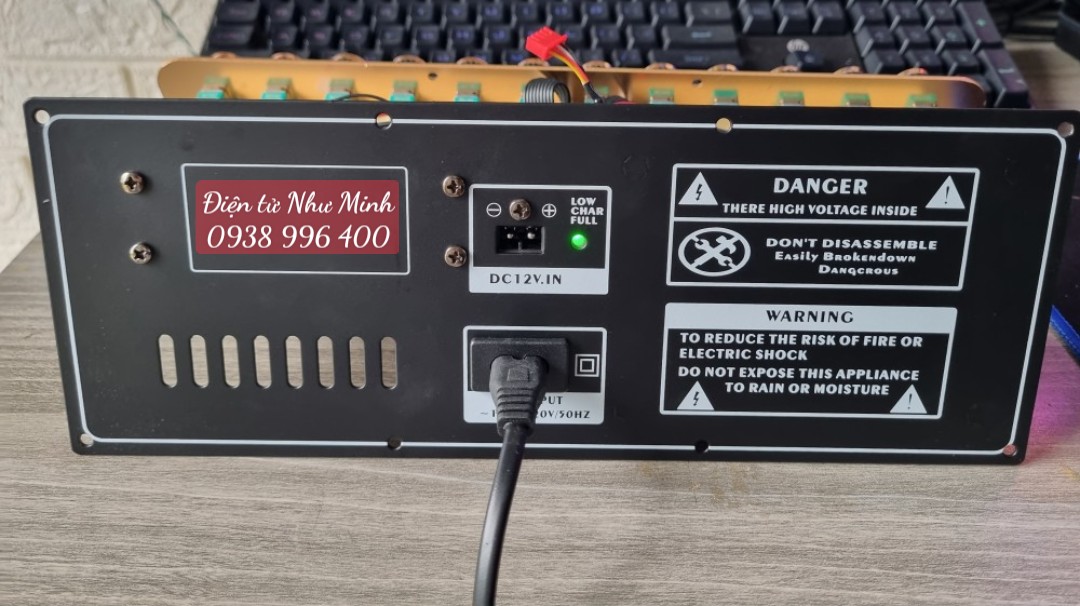 Điện tử Như Minh
0938 996 400
LOW
CHAR
FULL
DC12V.IN
DANGER
THERE HIGH VOLTAGE INSIDE
DON'T DISASSEMBLE
Easily Brokendown
Dangcrous
WARNING
TO REDUCE THE RISK OF FIRE OR
ELECTRIC SHOCK
DO NOT EXPOSE THIS APPLIANCE
TO RAIN OR MOISTURE